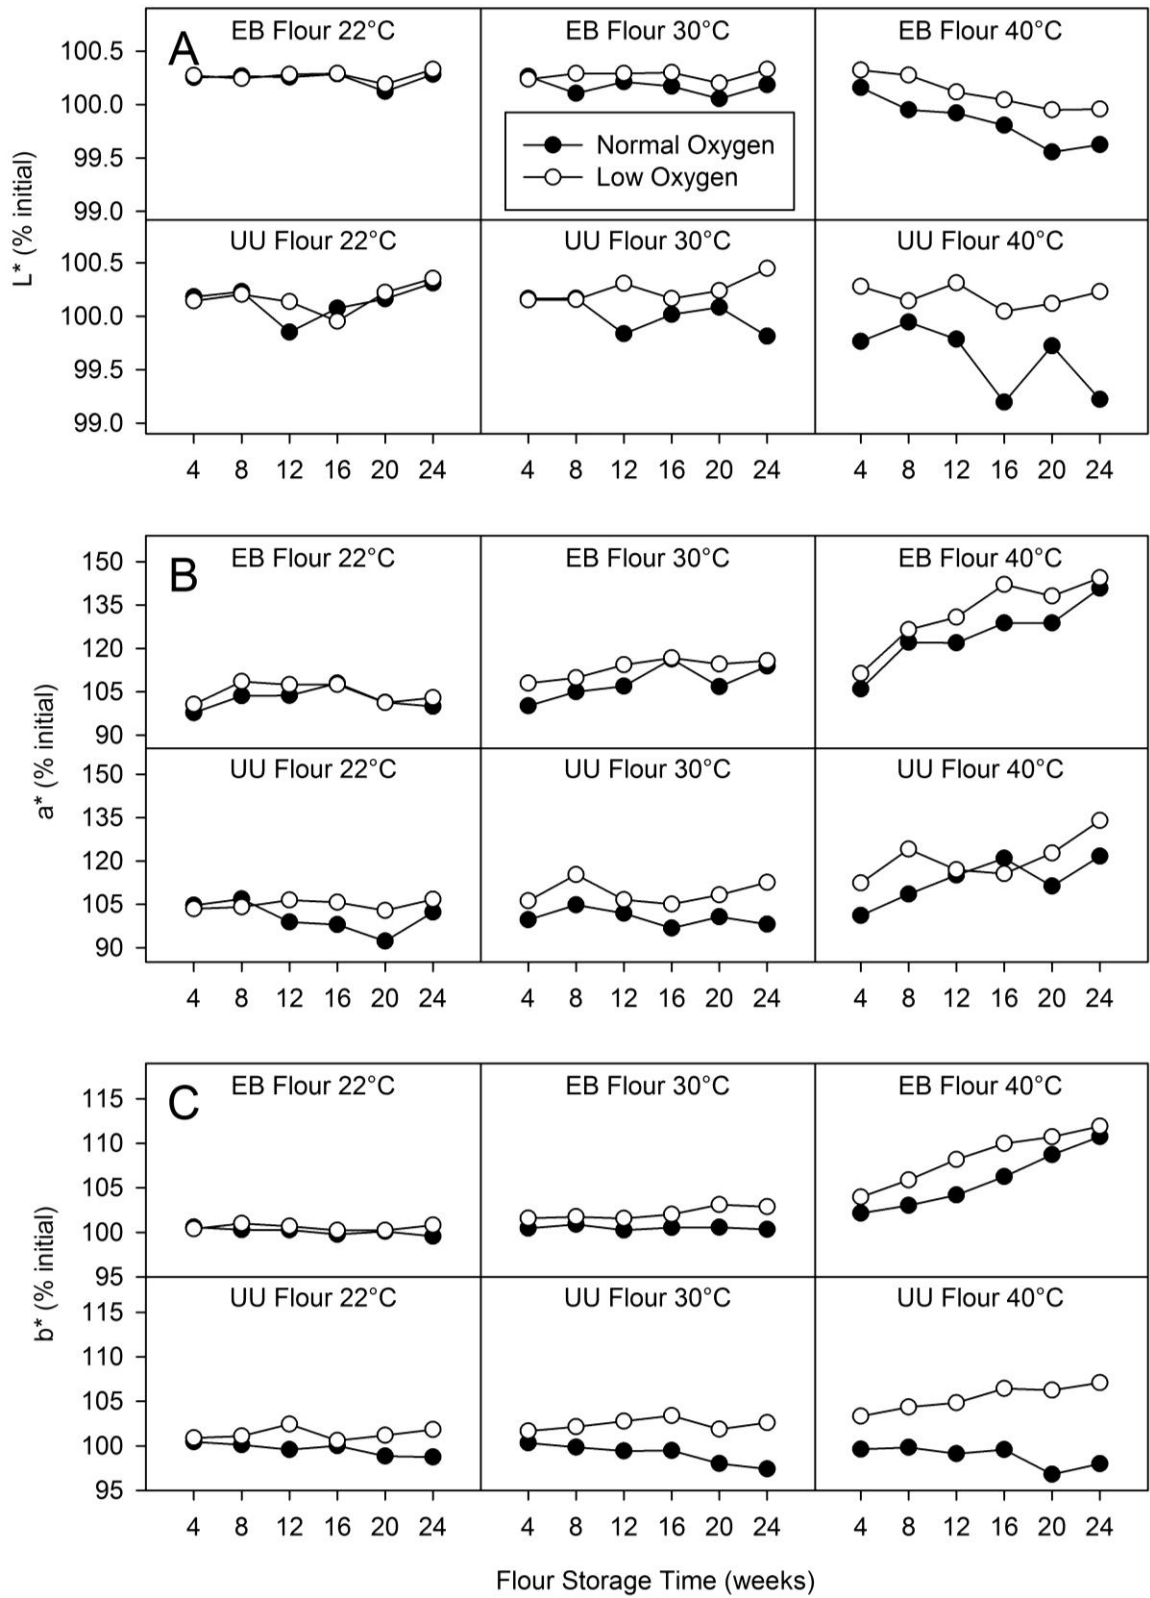 A
EB Flour 22°C
EB Flour 30°C
EB Flour 40°C
100.5
100.0
99.5
99.0
Normal Oxygen
Low Oxygen
L* (% initial)
UU Flour 22°C
UU Flour 30°C
UU Flour 40°C
100.5
100.0
99.5
99.0
4 8 12 16 20 24 4 8 12 16 20 24 4 8 12 16 20 24
B
EB Flour 22°C
EB Flour 30°C
EB Flour 40°C
150
135
120
105
90
a* (% initial)
UU Flour 22°C
UU Flour 30°C
UU Flour 40°C
150
135
120
105
90
4 8 12 16 20 24 4 8 12 16 20 24 4 8 12 16 20 24
C
EB Flour 22°C
EB Flour 30°C
EB Flour 40°C
115
110
105
100
95
b* (% initial)
UU Flour 22°C
UU Flour 30°C
UU Flour 40°C
115
110
105
100
95
4 8 12 16 20 24 4 8 12 16 20 24 4 8 12 16 20 24
Flour Storage Time (weeks)